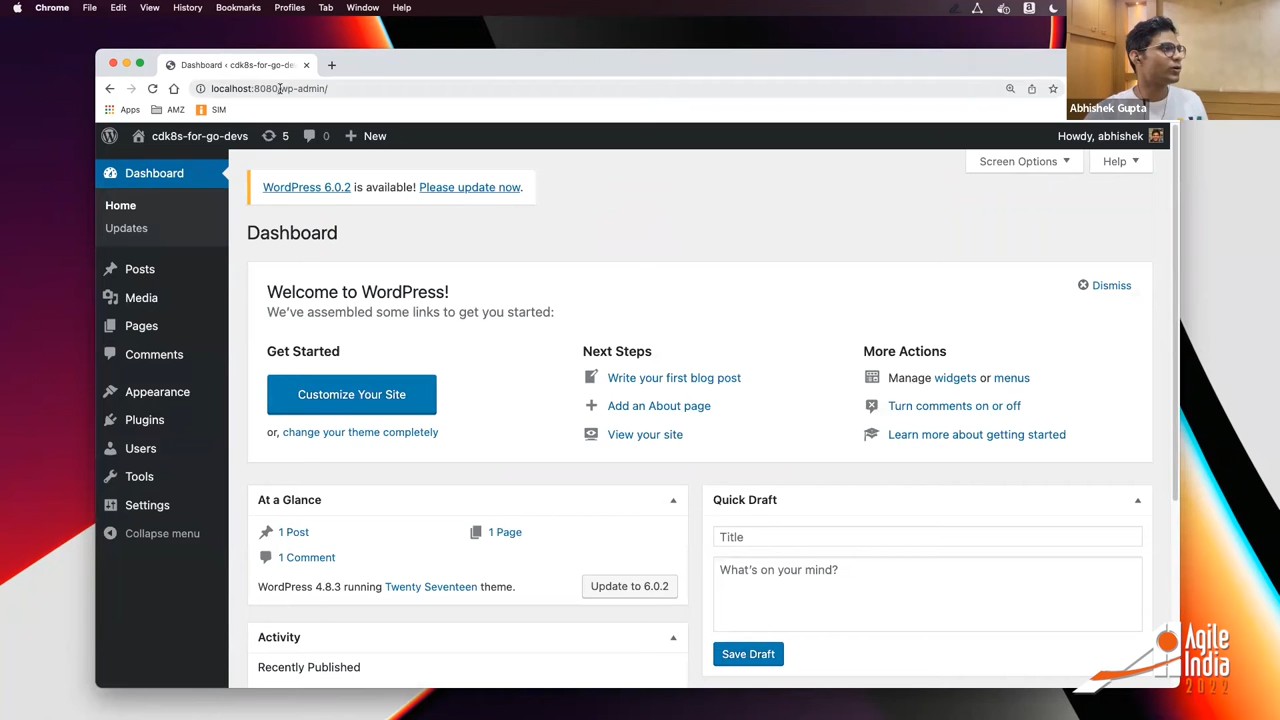 Chrome File Edit View History Bookmarks Profiles Tab Window Help
Dashboard ‹ cdk8s-for-go-de
localhost:8080/wp-admin/
Apps AMZ SIM
Abhishek Gupta
cdk8s-for-go-devs 5 0 New Howdy, abhishek
Dashboard
Home
Updates
Posts
Media
Pages
Comments
Appearance
Plugins
Users
Tools
Settings
Collapse menu
Screen Options Help
WordPress 6.0.2 is available! Please update now.
Dashboard
Welcome to WordPress!
We've assembled some links to get you started:
Dismiss
Get Started
Customize Your Site
or, change your theme completely
Next Steps
Write your first blog post
Add an About page
View your site
More Actions
Manage widgets or menus
Turn comments on or off
Learn more about getting started
At a Glance
1 Post 1 Page
1 Comment
WordPress 4.8.3 running Twenty Seventeen theme.
Update to 6.0.2
Activity
Recently Published
Quick Draft
Title
What's on your mind?
Save Draft
Agile
India
2022